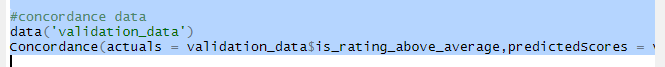 #concordance data
data('validation_data')
Concordance(actuals = validation_data$is_rating_above_average,predictedScores =